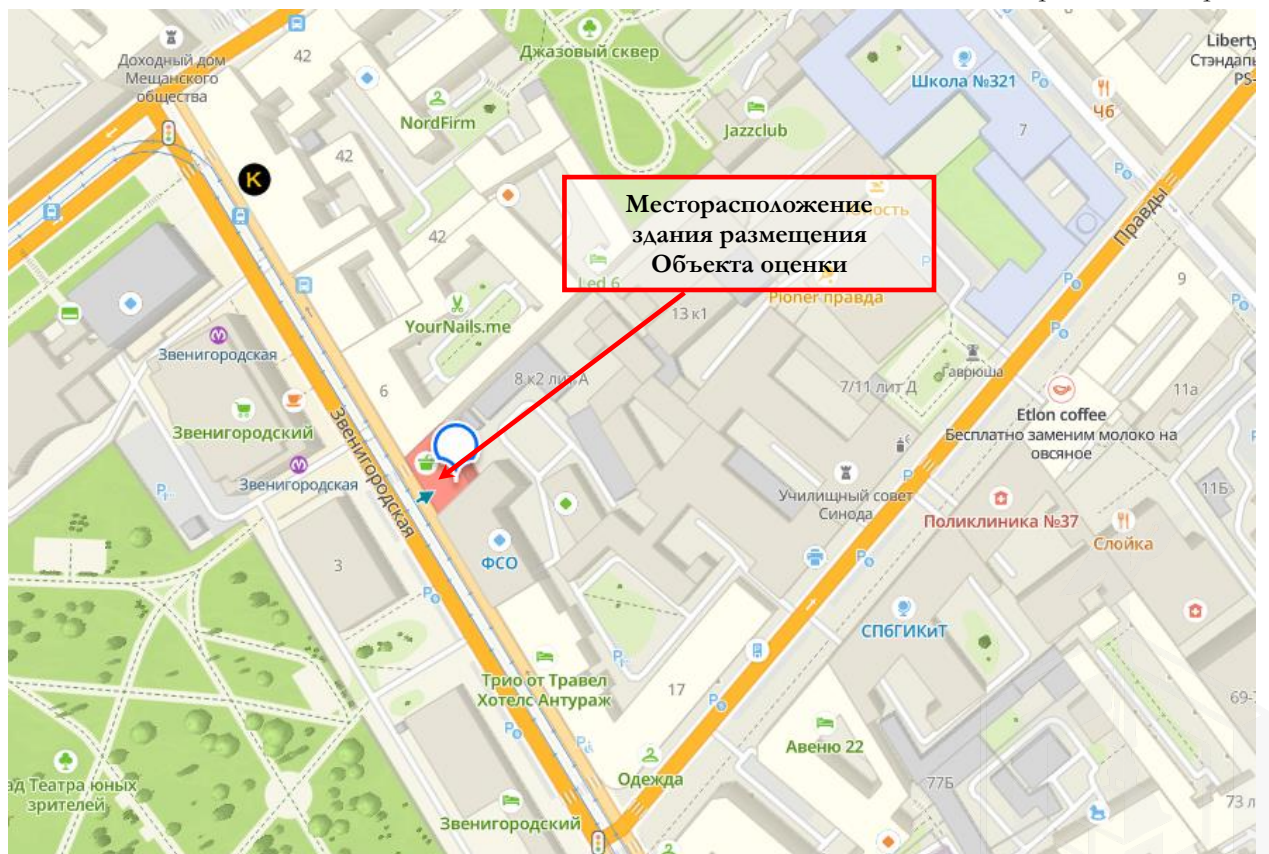 Доходный дом
Мещанского
общества
42
Джазовый сквер
Школа №321
Чб
Liberty
NordFirm
Jazzclub
7
42
К
Месторасположение
здания размещения
Объекта оценки
42
Led 6
Pioner правда
Правды
9
13 к1
YourNails.me
Звенигородская
6
8 к2 лит А
7/11 лит Д
Гаврюша
11а
Etlon coffee
Бесплатно заменим молоко на
овсяное
Звенигородский
Звенигородская
Звенигородская
Училищный совет
Синода
Поликлиника №37
11Б
Слойка
3
ФСО
СПбГИКиТ
Трио от Травел
Хотелс Антураж
17
Авеню 22
69-
Одежда
77Б
ад Театра юных
зрителей
73 л
Звенигородский